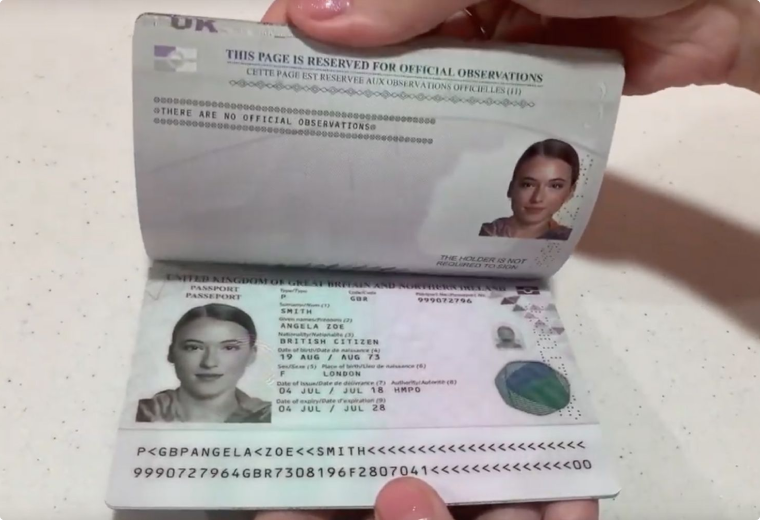 UK
THIS PAGE IS RESERVED FOR OFFICIAL OBSERVATIONS
CETTE PAGE EST RESERVEE AUX OBSERVATIONS OFFICIELLES (11)
THERE ARE NO OFFICIAL OBSERVATIONS
THE HOLDER IS NOT
REQUIRED TO SIGN
UNITED KINGDOM OF GREAT BRITAIN AND NORTHERN IRELAND
PASSPORT
PASSEPORT
Type/Type Code/Code Passport No./Passeport No.
P GBR 999072796
Surname/Nom (1)
SMITH
Given names/Prénoms (2)
ANGELA ZOE
Nationality/Nationalité (3)
BRITISH CITIZEN
Date of birth/Date de naissance (4)
19 AUG / AUG 73
Sex/Sexe (5) Place of birth/Lieu de naissance (6)
F LONDON
Date of issue/Date de délivrance (7) Authority/Autorité (8)
04 JUL / JUL 18 HMPO
Date of expiry/Date d'expiration (9)
04 JUL / JUL 28
P<GBPANGELA<ZOE<<SMITH<<<<<<<<<<<<<<<<<<<<<<
9990727964GBR7308196F2807041<<<<<<<<<<<<<<00